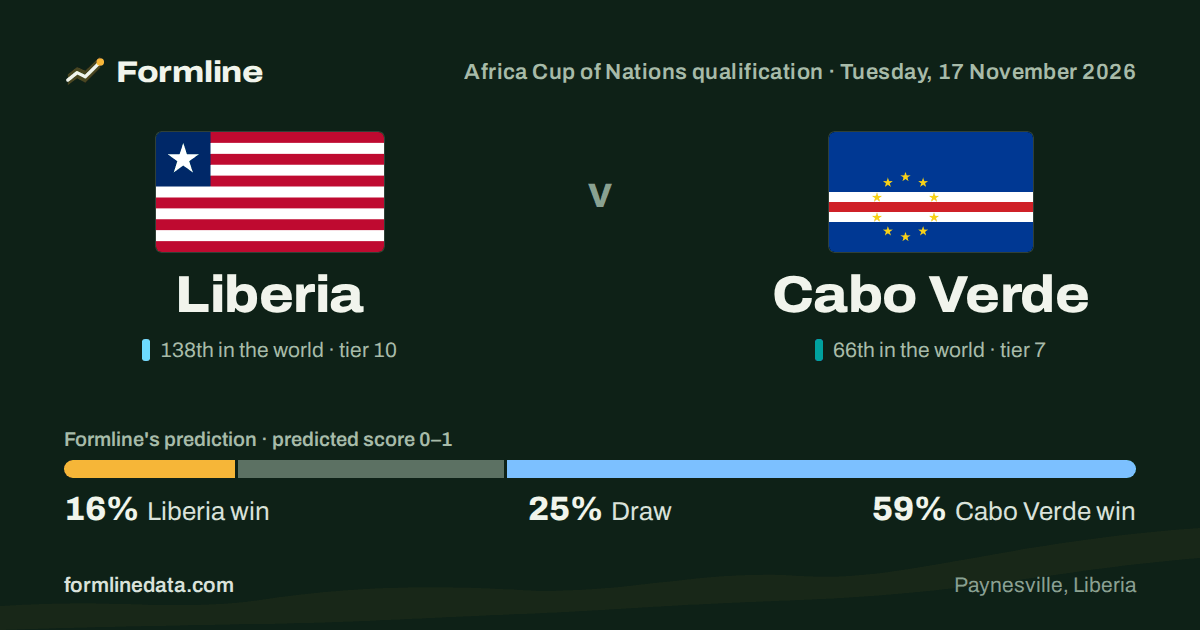 Formline
Africa Cup of Nations qualification · Tuesday, 17 November 2026
V
Liberia
Cabo Verde
138th in the world · tier 10
66th in the world · tier 7
Formline's prediction · predicted score 0–1
16% Liberia win
25% Draw
59% Cabo Verde win
formlinedata.com
Paynesville, Liberia